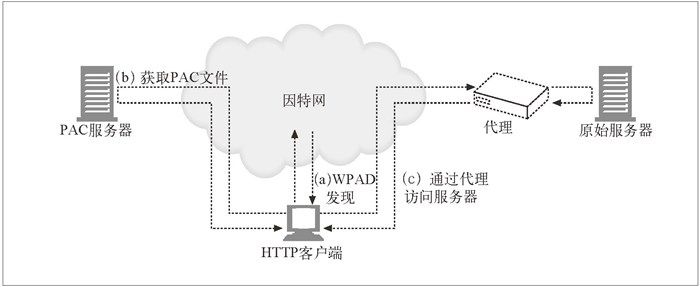 (b) 获取PAC文件
因特网
PAC服务器
代理
原始服务器
(a)WPAD
发现
(c) 通过代理
访问服务器
HTTP客户端